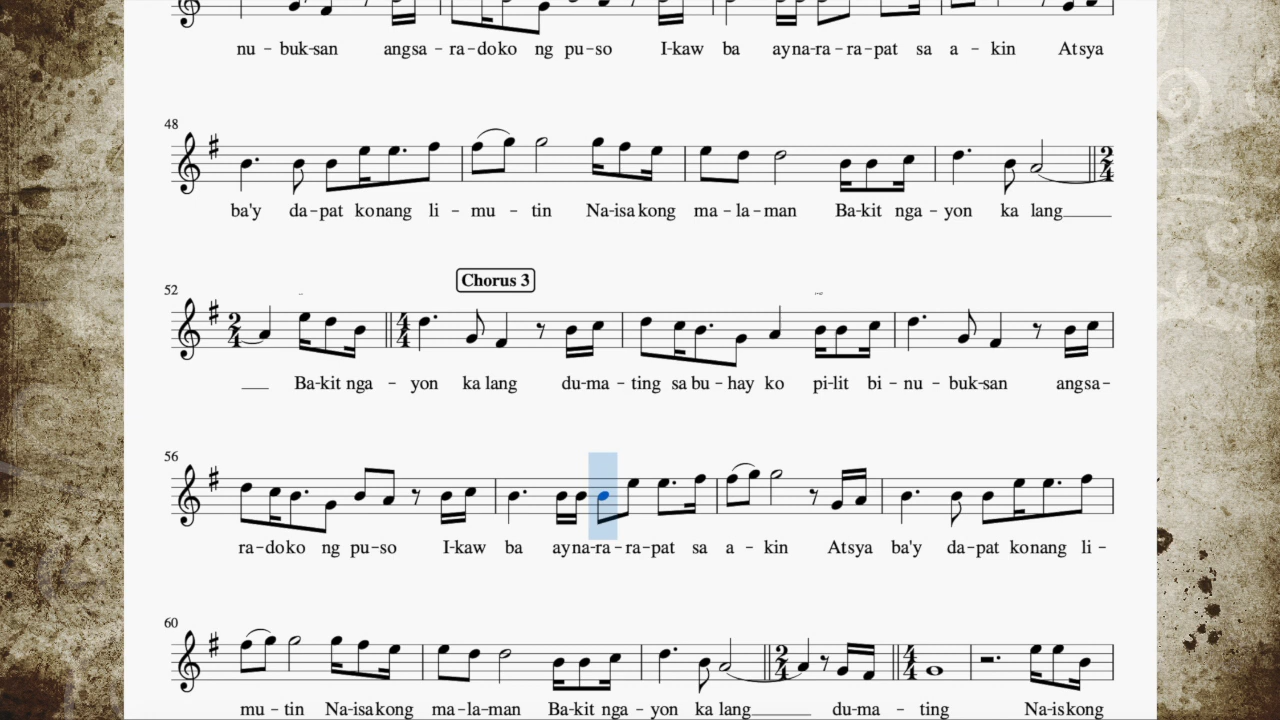 nu - buk-san angsa - ra-doko ng pu-so I-kaw ba ayna-ra-ra-pat sa a - kin Atsya
48
ba'y da-pat konang li - mu - tin Na-isa kong ma-la-man Ba-kit nga - yon ka lang
Chorus 3
52
Ba-kit nga - yon ka lang du-ma - ting sa bu-hay ko pi-lit bi - nu - buk-san angsa-
56
ra-doko ng pu-so I-kaw ba ayna-ra-ra-pat sa a - kin Atsya ba'y da-pat konang li -
60
mu - tin Na-isakong ma-la-man Ba-kit nga - yon ka lang du-ma - ting Na-iskong